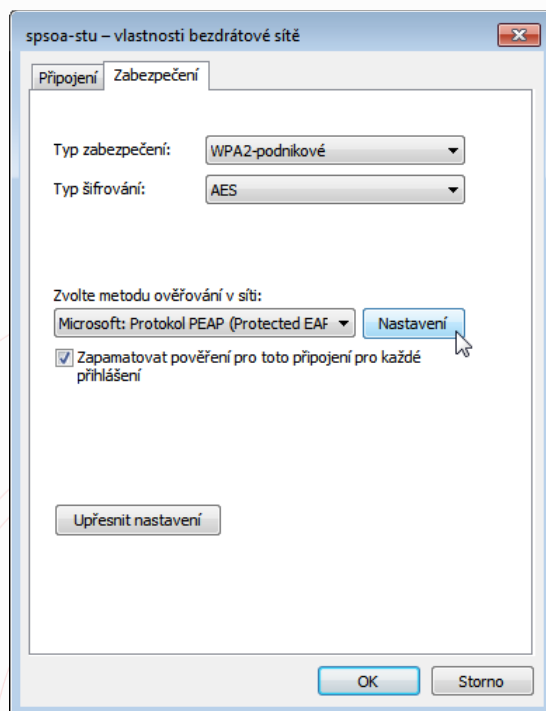 spsoa-stu – vlastnosti bezdrátové sítě
Připojení Zabezpečení
Typ zabezpečení: WPA2-podnikové
Typ šifrování: AES
Zvolte metodu ověřování v síti:
Microsoft: Protokol PEAP (Protected EAP Nastavení
Zapamatovat pověření pro toto připojení pro každé
přihlášení
Upřesnit nastavení
OK Storno